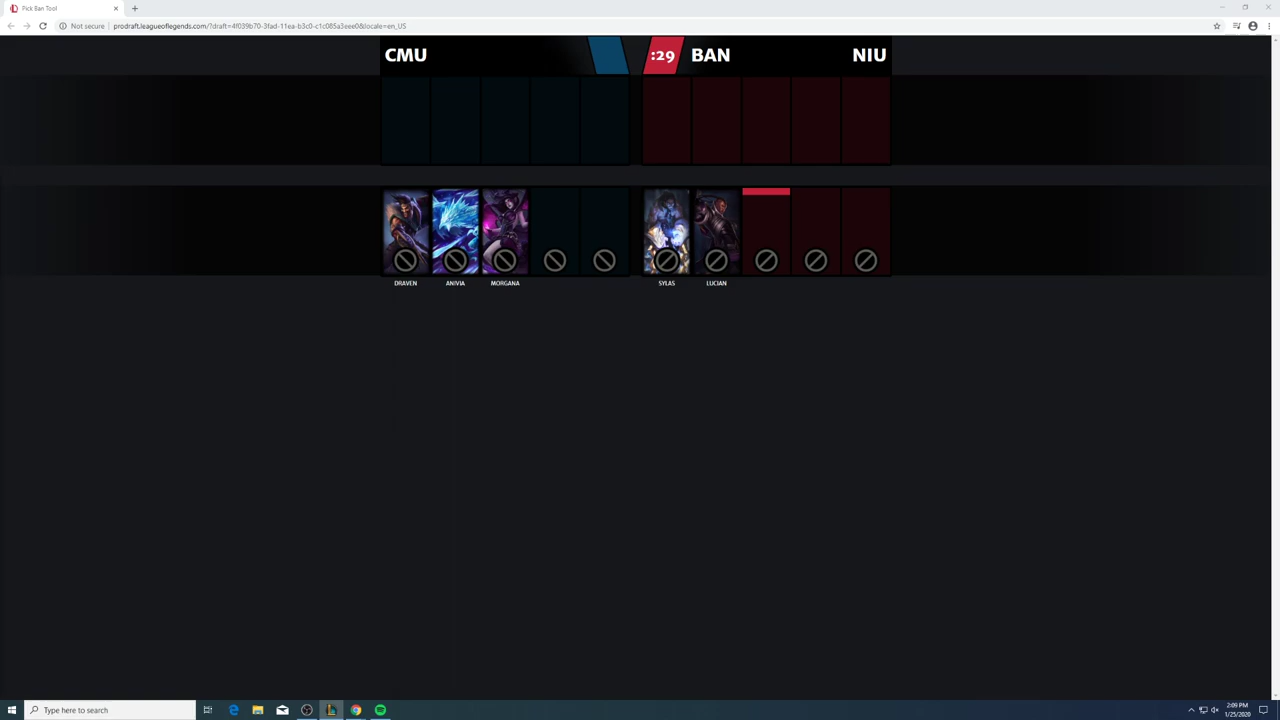 Pick Ban Tool
Not secure
prodraft.leagueoflegends.com/?draft=4f039b70-3fad-11ea-b3c0-c1c085a3eee0&locale=en_US
CMU
:29 BAN
NIU
DRAVEN
ANIVIA
MORGANA
SYLAS
LUCIAN
Type here to search
2:09 PM
1/25/2020